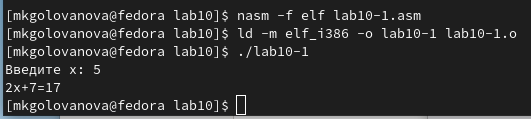 [mkgolovanova@fedora lab10]$ nasm -f elf lab10-1.asm
[mkgolovanova@fedora lab10]$ ld -m elf_i386 -o lab10-1 lab10-1.o
[mkgolovanova@fedora lab10]$ ./lab10-1
Введите x: 5
2x+7=17
[mkgolovanova@fedora lab10]$